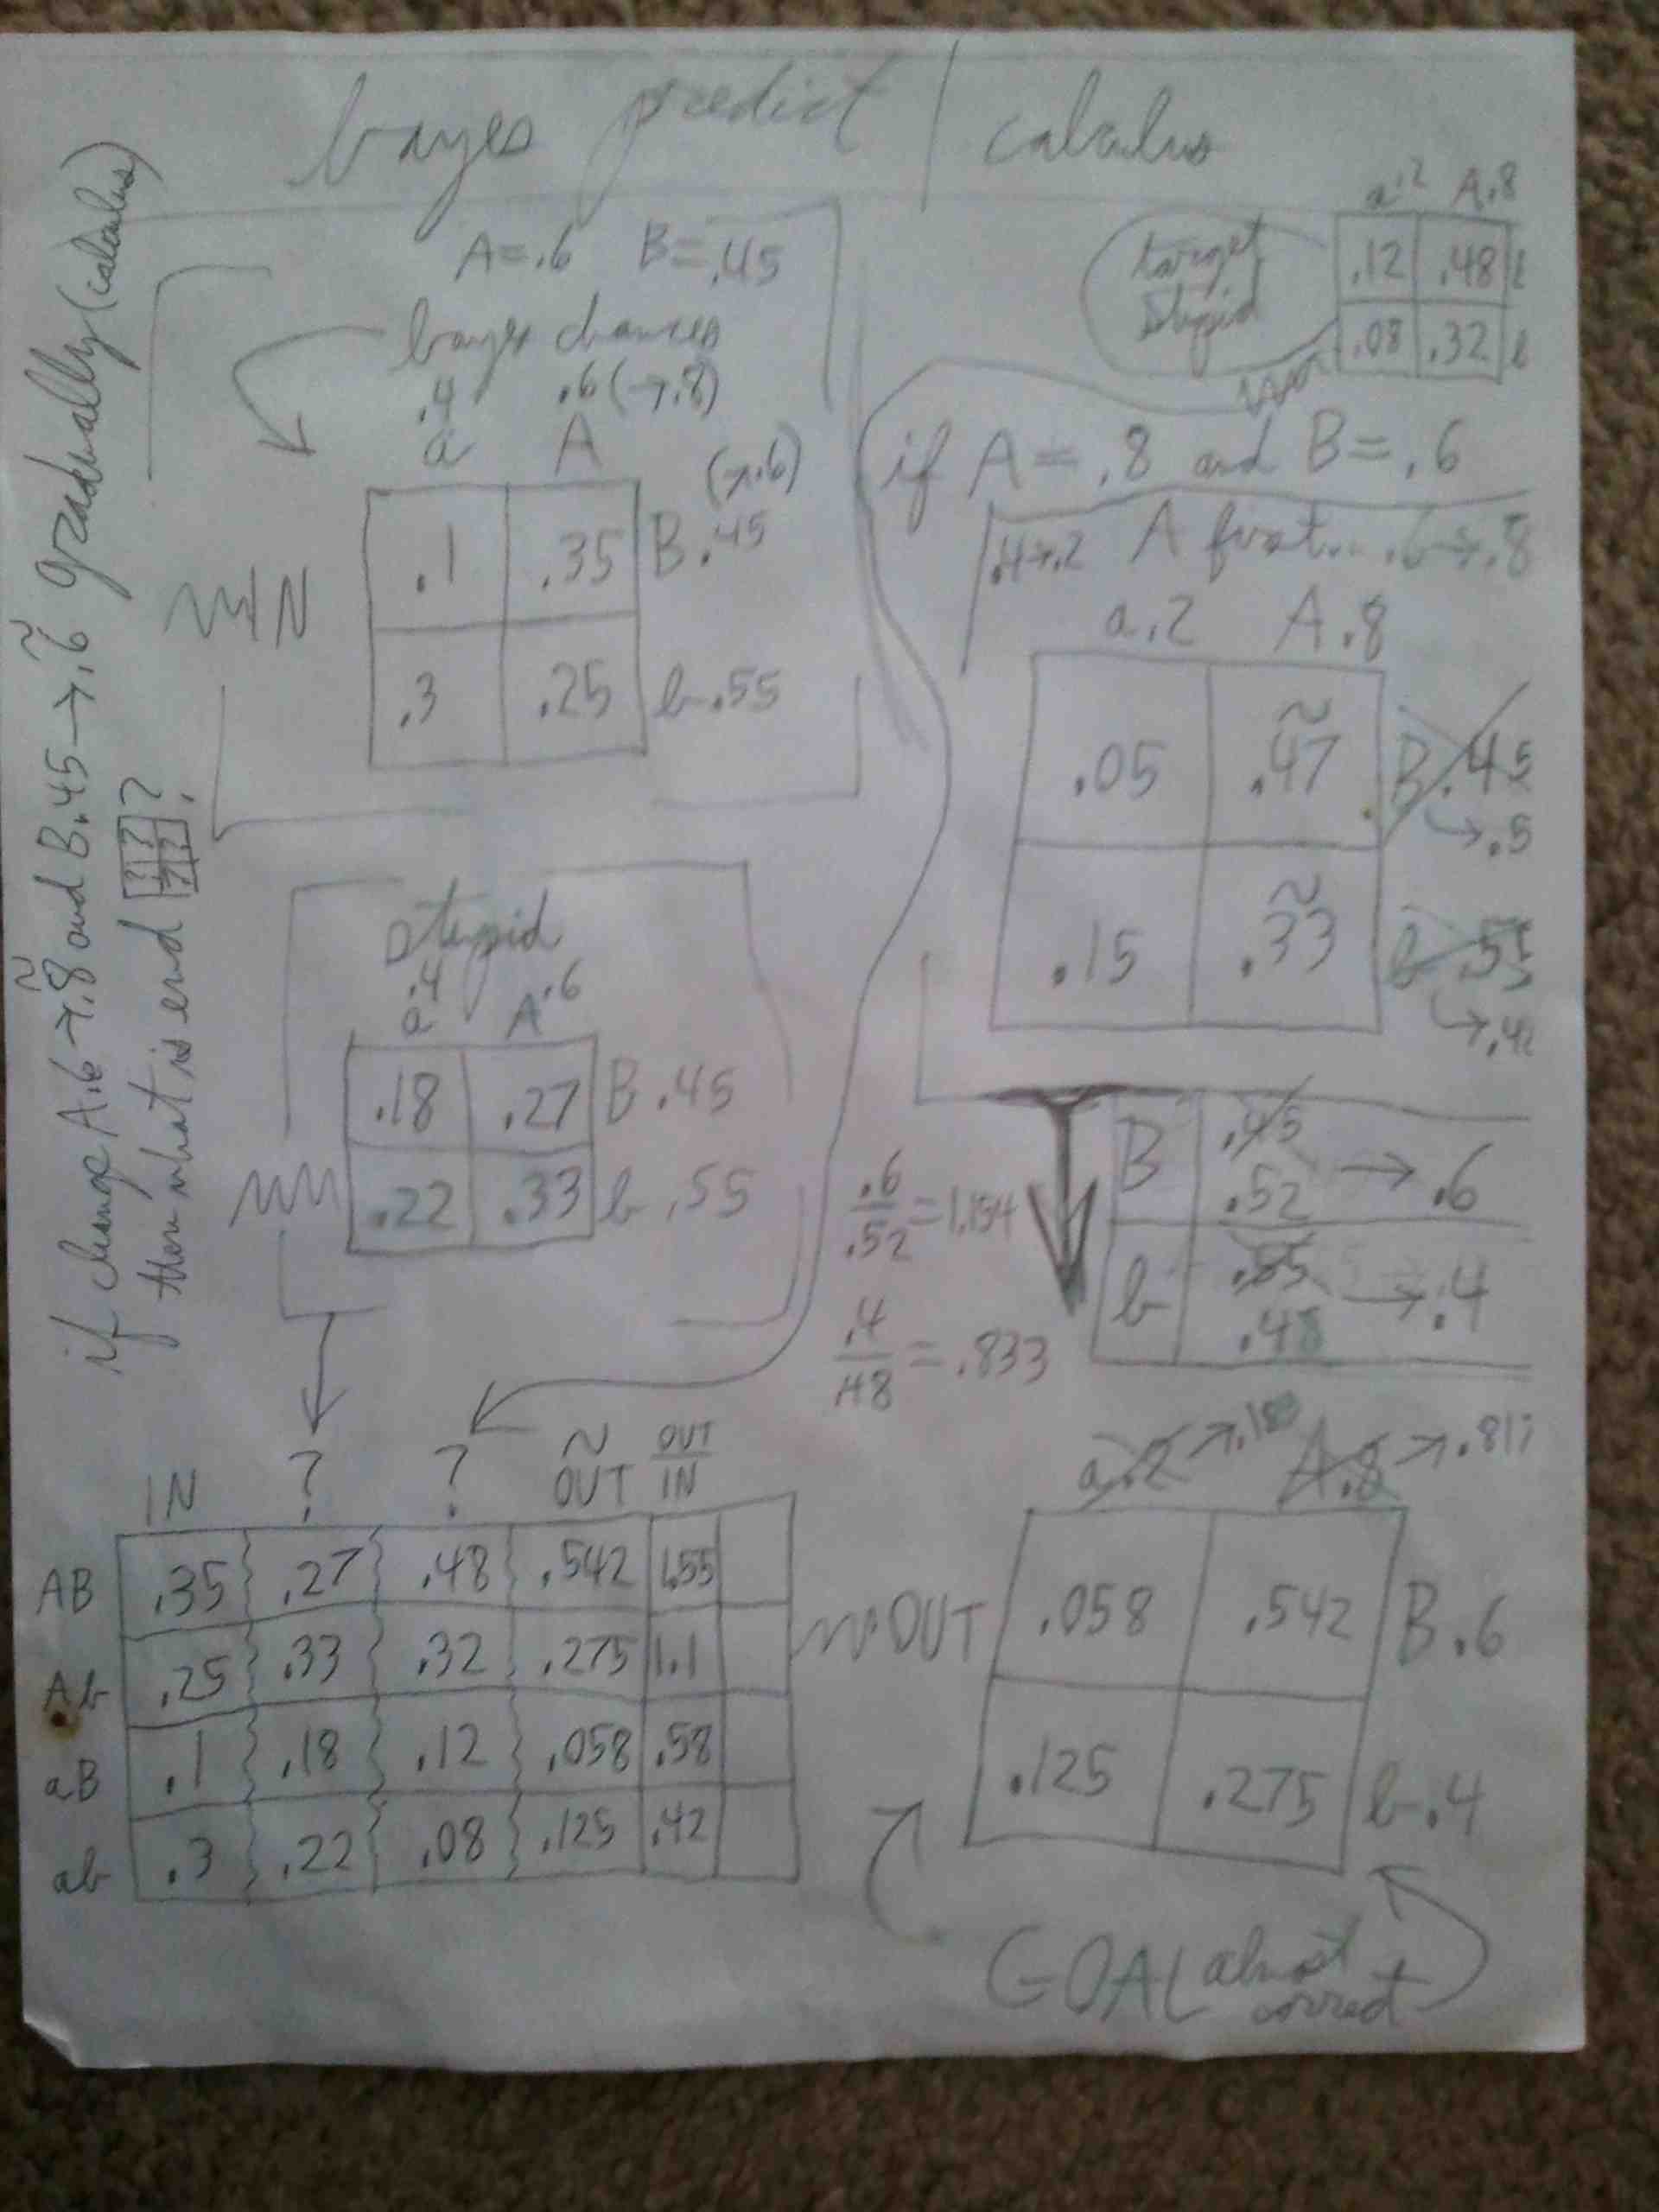 bayes predict / calculus
if change A.6→.8 and B.45→.6 gradually (calculus)
then what is end ? ? ? ? ?
A=.6 B=.45
bayes chances
.4 .6(→.8)
a A
(→.6)
.1 .35 B.45
IN
.3 .25 b.55
stupid
.4 .6
a A
.18 .27 B.45
.22 .33 b.55
target stupid
a.2 A.8
.12 .48
.08 .32 b
if A=.8 and B=.6
.4→.2 A first... .6→.8
a.2 A.8
.05 ~.47 B.45
→.5
.15 ~.33 b.55
B .45
.52 → .6
b .55
.48 → .4
.6/.52 = 1.154
.4/.48 = .833
IN ? ? ~OUT OUT/IN
AB .35 .27 .48 .542 1.55
Ab .25 .33 .32 .275 1.1
aB .1 .18 .12 .058 .58
ab .3 .22 .08 .125 .42
a.2→.183 A.8→.817
OUT .058 .542 B.6
.125 .275 b.4
GOAL almost correct